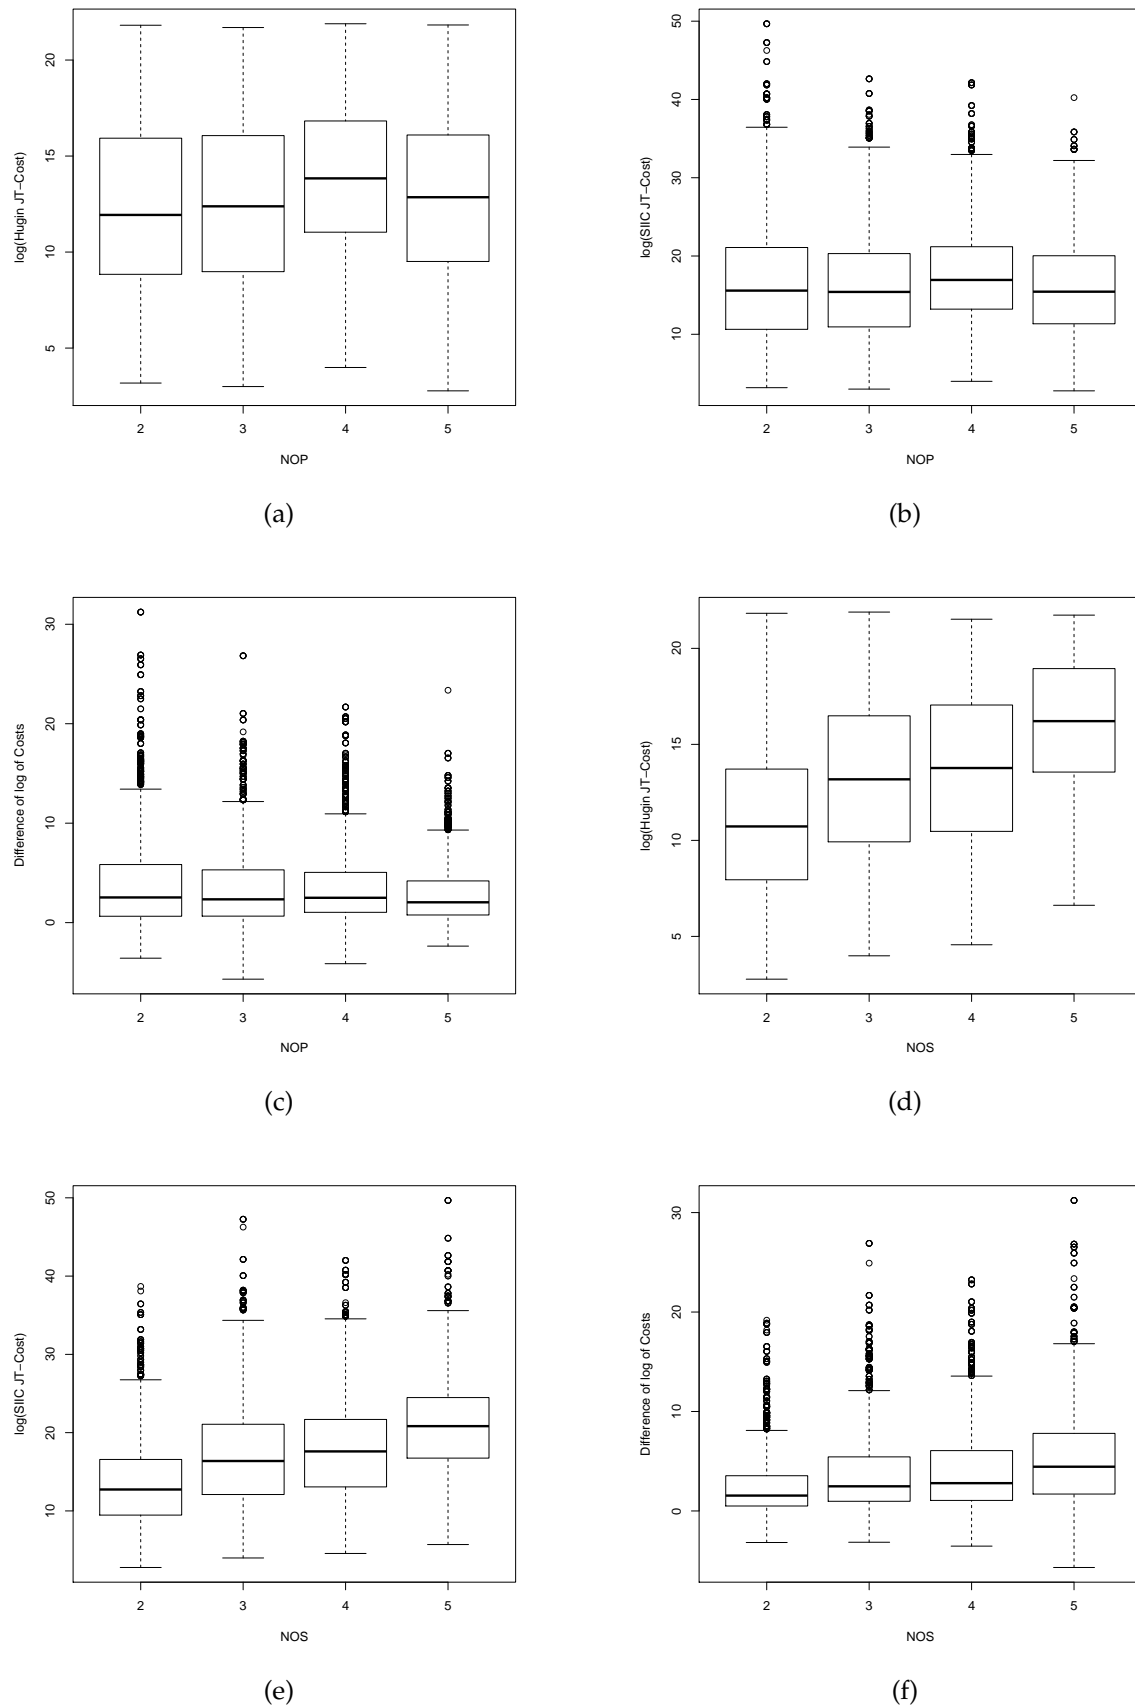 20
15
10
5
log(Hugin JT−Cost)
2 3 4 5
NOP
(a)
50
40
30
20
10
log(SIIC JT−Cost)
2 3 4 5
NOP
(b)
30
20
10
0
Difference of log of Costs
2 3 4 5
NOP
(c)
20
15
10
5
log(Hugin JT−Cost)
2 3 4 5
NOS
(d)
50
40
30
20
10
log(SIIC JT−Cost)
2 3 4 5
NOS
(e)
30
20
10
0
Difference of log of Costs
2 3 4 5
NOS
(f)